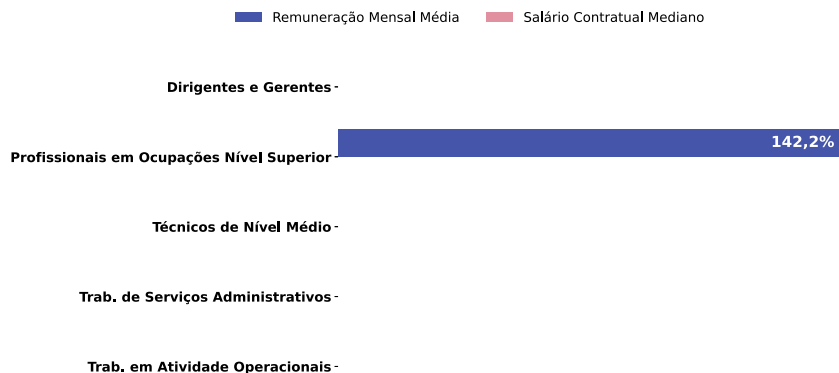 Remuneração Mensal Média Salário Contratual Mediano
Dirigentes e Gerentes
142,2%
Profissionais em Ocupações Nível Superior
Técnicos de Nível Médio
Trab. de Serviços Administrativos
Trab. em Atividade Operacionais